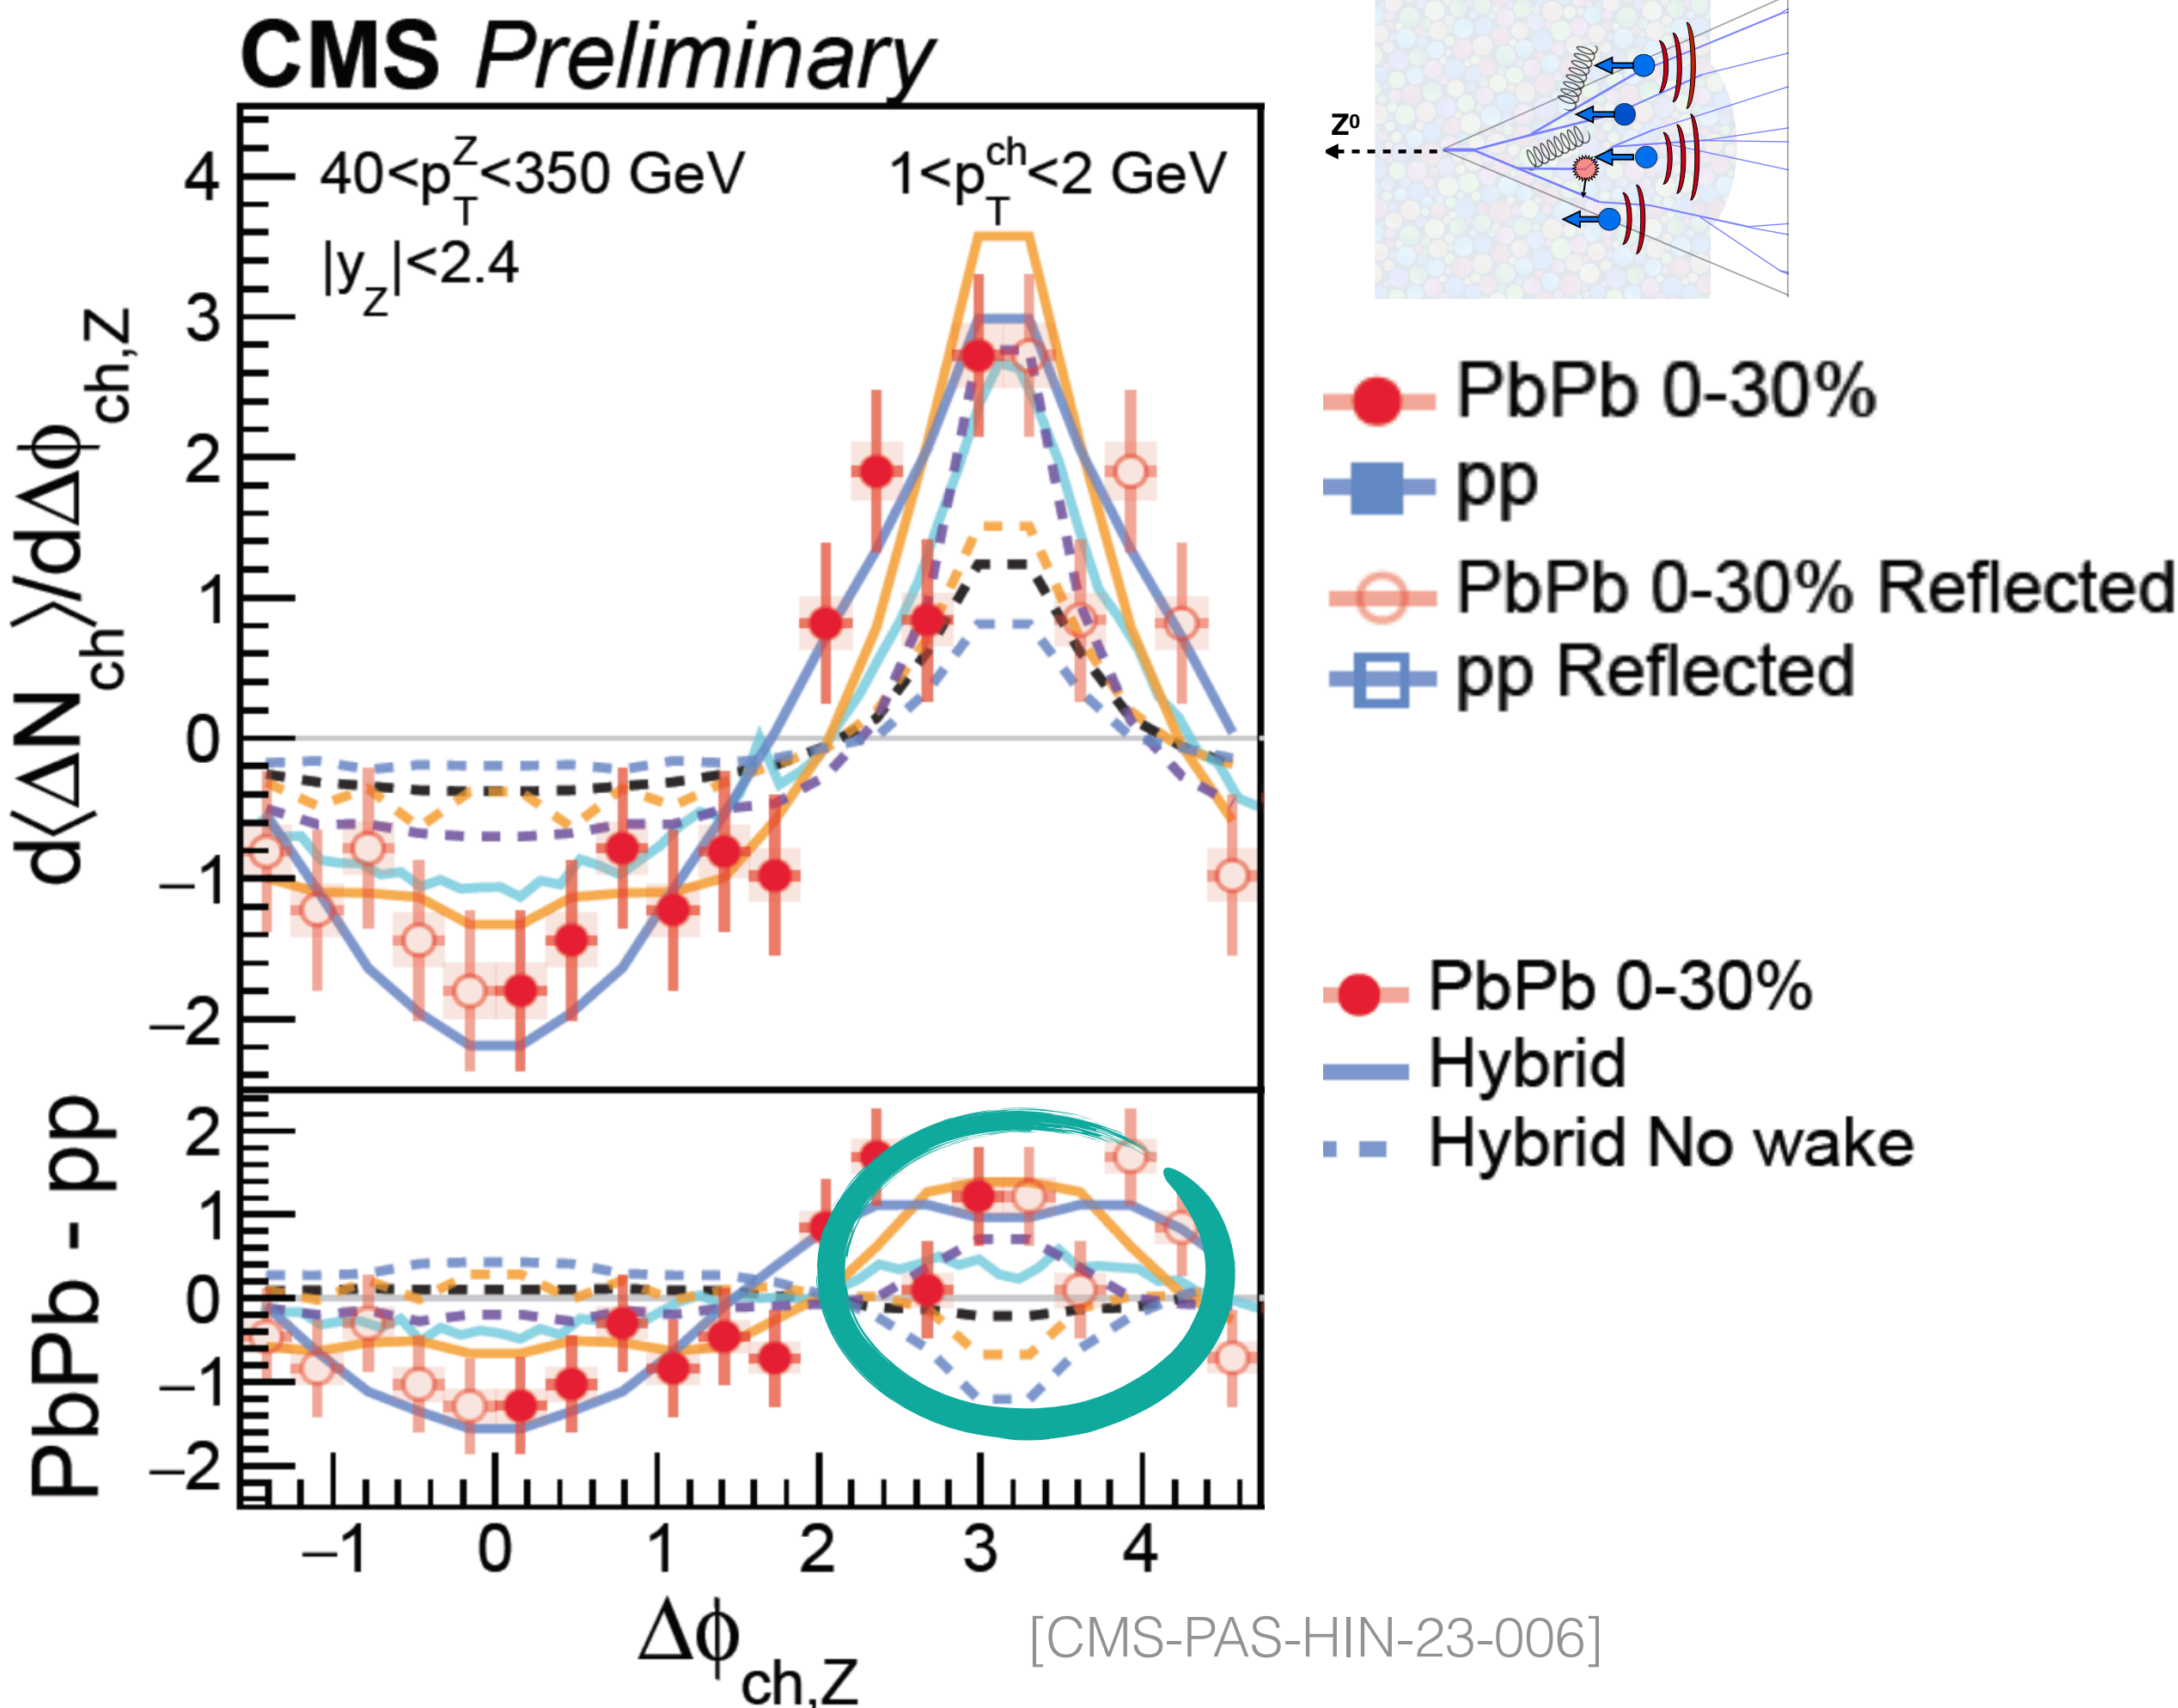 CMS Preliminary
40<p_T^Z<350 GeV
1<p_T^ch<2 GeV
|y_Z|<2.4
d⟨ΔN_ch⟩/dΔϕ_ch,Z
4
3
2
1
0
−1
−2
PbPb - pp
2
1
0
−1
−2
−1 0 1 2 3 4
Δϕ_ch,Z
[CMS-PAS-HIN-23-006]
Z⁰
PbPb 0-30%
pp
PbPb 0-30% Reflected
pp Reflected
PbPb 0-30%
Hybrid
Hybrid No wake